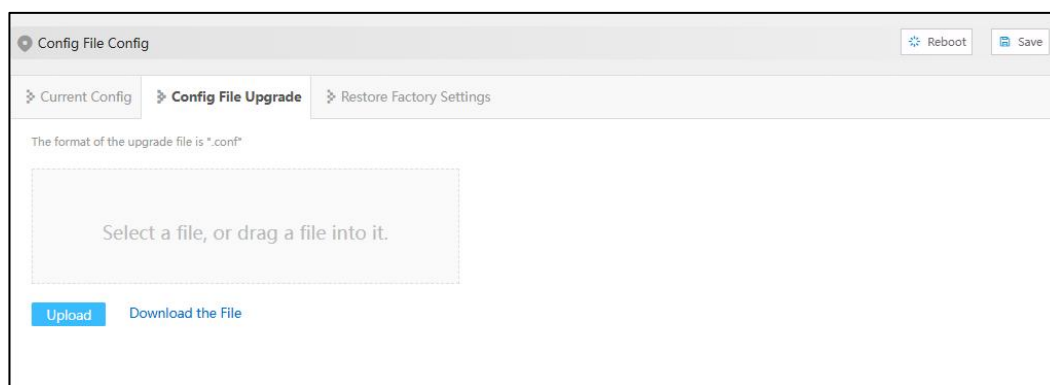 Config File Config
Reboot
Save
Current Config
Config File Upgrade
Restore Factory Settings
The format of the upgrade file is ".conf"
Select a file, or drag a file into it.
Upload
Download the File